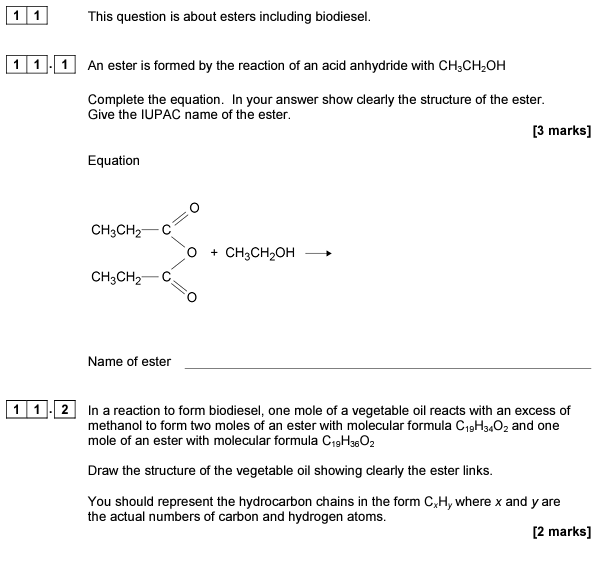 1 1 This question is about esters including biodiesel.
1 1 . 1 An ester is formed by the reaction of an acid anhydride with CH₃CH₂OH
Complete the equation. In your answer show clearly the structure of the ester.
Give the IUPAC name of the ester.
[3 marks]
Equation
O
CH₃CH₂ C
O + CH₃CH₂OH
CH₃CH₂ C
O
Name of ester
1 1 . 2 In a reaction to form biodiesel, one mole of a vegetable oil reacts with an excess of
methanol to form two moles of an ester with molecular formula C₁₉H₃₄O₂ and one
mole of an ester with molecular formula C₁₉H₃₆O₂
Draw the structure of the vegetable oil showing clearly the ester links.
You should represent the hydrocarbon chains in the form CₓHᵧ where x and y are
the actual numbers of carbon and hydrogen atoms.
[2 marks]